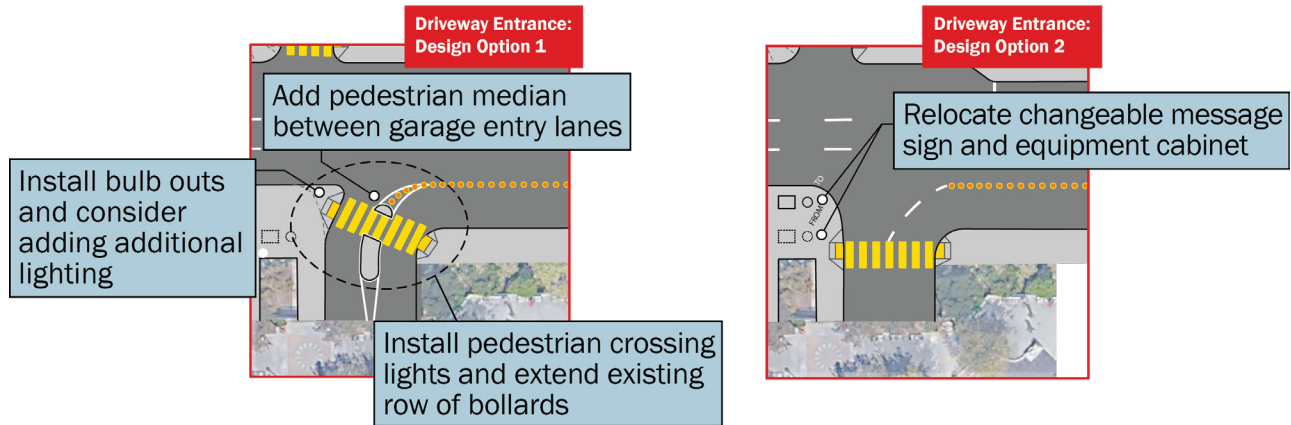 Driveway Entrance:
Design Option 1
Add pedestrian median
between garage entry lanes
Install bulb outs
and consider
adding additional
lighting
Install pedestrian crossing
lights and extend existing
row of bollards
Driveway Entrance:
Design Option 2
Relocate changeable message
sign and equipment cabinet
TO
FROM